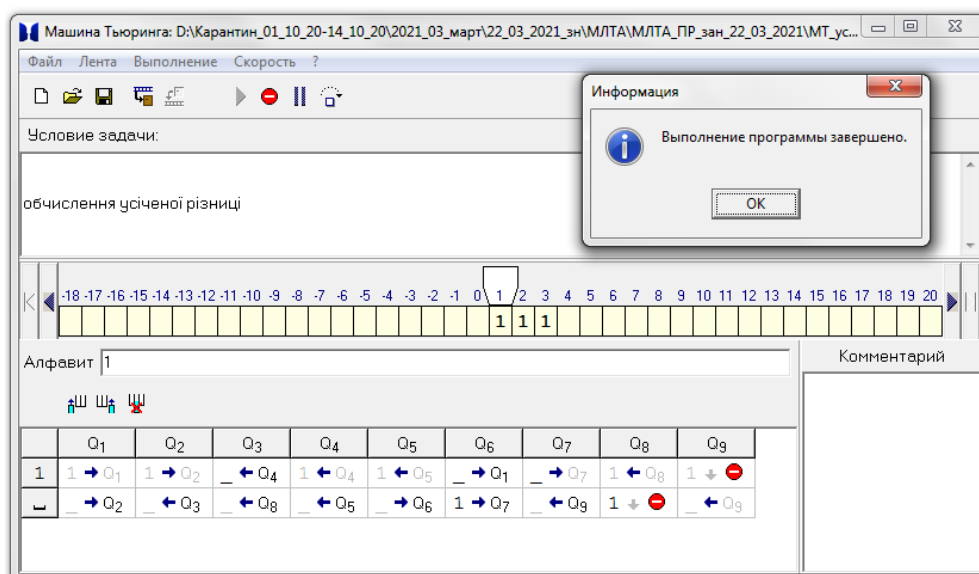 Машина Тьюринга: D:\Карантин_01_10_20-14_10_20\2021_03_март\22_03_2021_зн\МЛТА\МЛТА_ПР_зан_22_03_2021\МТ_ус...
Файл Лента Выполнение Скорость ?
Информация
Выполнение программы завершено.
OK
Условие задачи:
обчислення усіченої різниці
-18 -17 -16 -15 -14 -13 -12 -11 -10 -9 -8 -7 -6 -5 -4 -3 -2 -1 0 1 2 3 4 5 6 7 8 9 10 11 12 13 14 15 16 17 18 19 20
1 1 1
Алфавит 1
Комментарий
Q1 Q2 Q3 Q4 Q5 Q6 Q7 Q8 Q9
1 1 → Q1 1 → Q2 _ ← Q4 1 ← Q4 1 ← Q5 _ → Q1 _ → Q7 1 ← Q8 1 ↓
_ → Q2 _ ← Q3 _ ← Q8 _ ← Q5 _ → Q6 1 → Q7 _ ← Q9 1 ↓ _ ← Q9